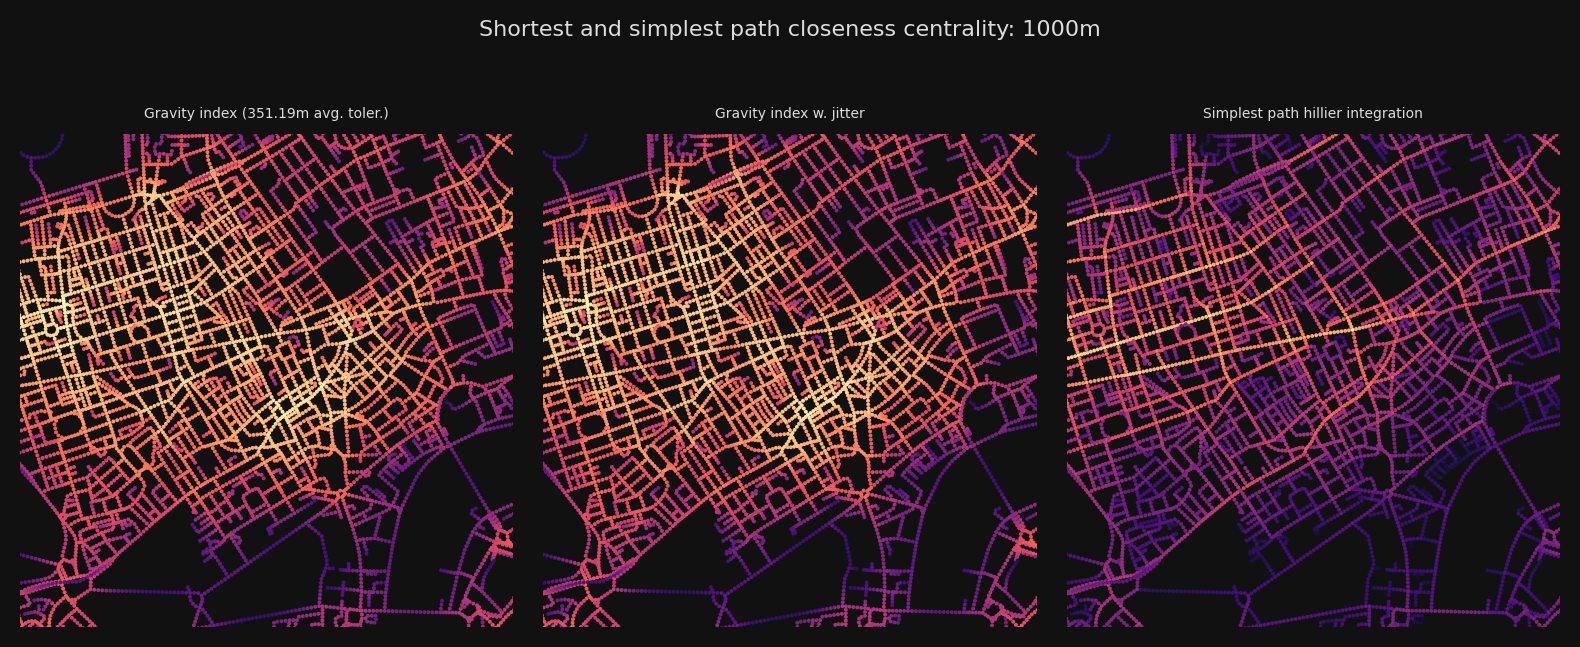 Shortest and simplest path closeness centrality: 1000m
Gravity index (351.19m avg. toler.)
Gravity index w. jitter
Simplest path hillier integration